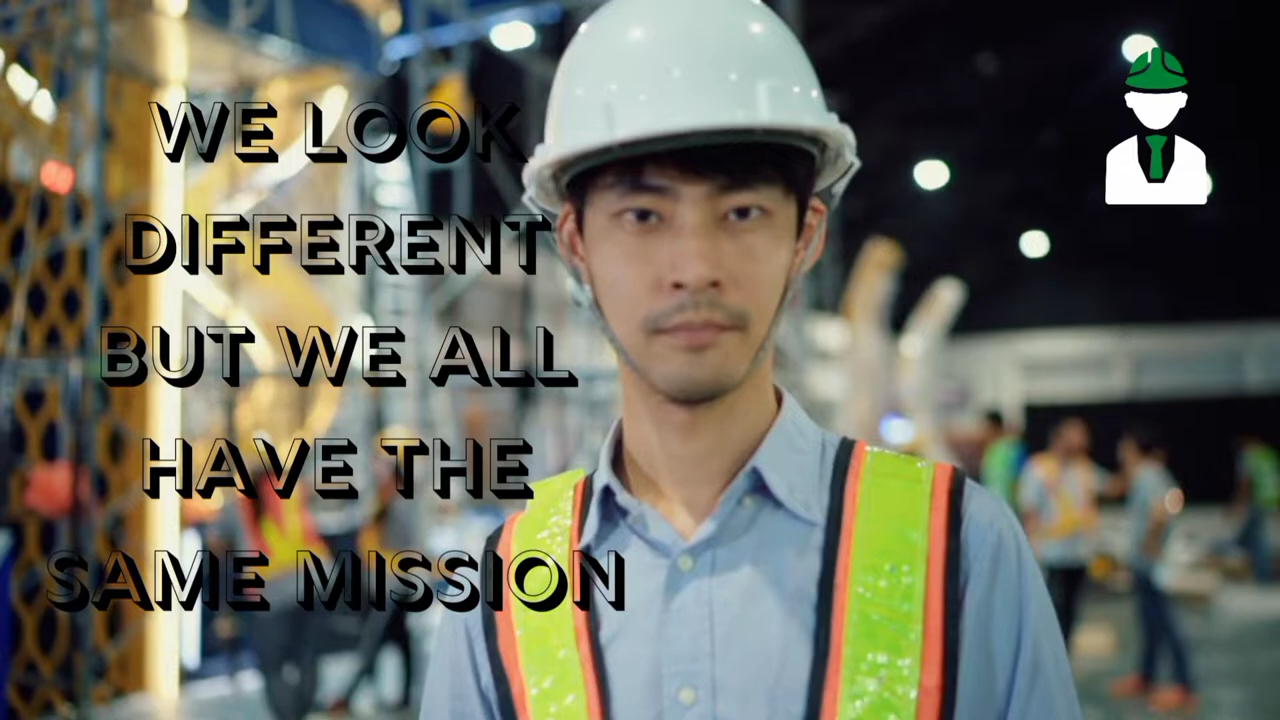 WE LOOK
DIFFERENT
BUT WE ALL
HAVE THE
SAME MISSION